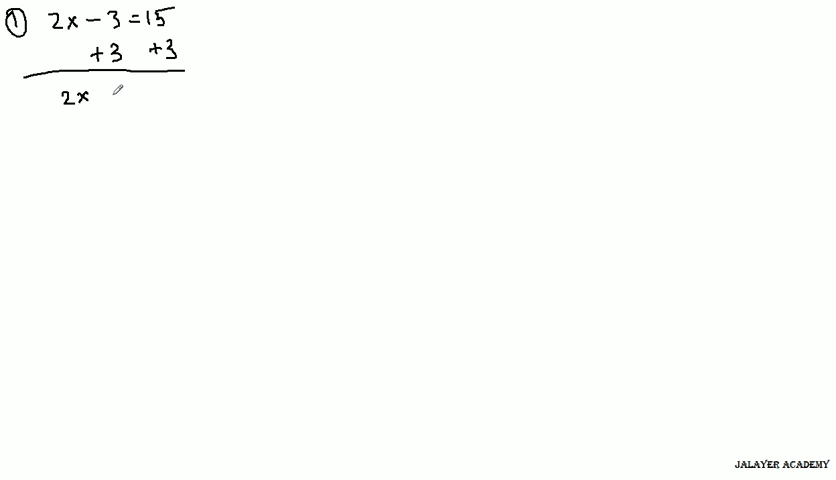 ① 2x - 3 = 15
+3 +3
2x
JALAYER ACADEMY